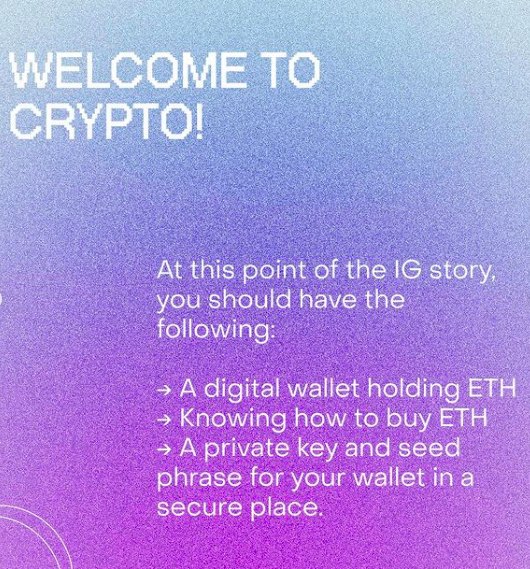 WELCOME TO
CRYPTO!
At this point of the IG story,
you should have the
following:
→ A digital wallet holding ETH
→ Knowing how to buy ETH
→ A private key and seed
phrase for your wallet in a
secure place.